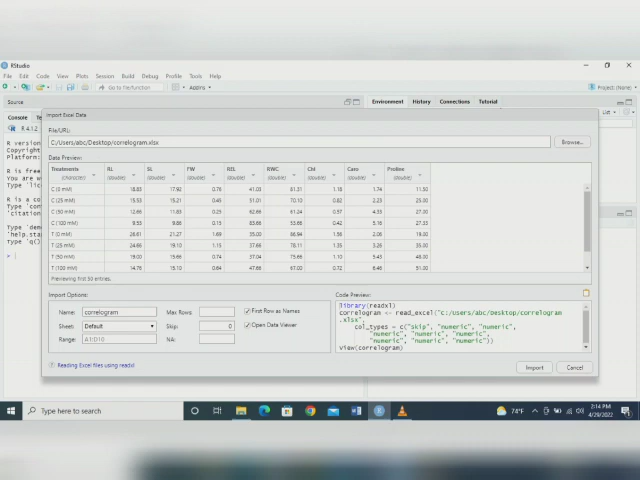 RStudio
File Edit Code View Plots Session Build Debug Profile Tools Help
Go to file/function Addins Project: (None)
Source
Environment History Connections Tutorial
Console
R 4.1.2
List
R version
Copyright
Platform:
R is free
You are w
Type 'lic
R is a co
'citation
Type 'dem
'help.sta
Type 'q()
>
Import Excel Data
File/URL:
C:/Users/abc/Desktop/correlogram.xlsx
Browse...
Data Preview:
Treatments RL SL FW REL RWC Chl Caro Proline
(character) (double) (double) (double) (double) (double) (double) (double) (double)
C (0 mM) 18.83 17.92 0.76 41.03 81.31 1.18 1.74 11.50
C (25 mM) 15.53 15.21 0.45 51.01 70.10 0.82 2.23 25.00
C (50 mM) 12.66 11.83 0.25 62.66 61.24 0.57 4.33 27.00
C (100 mM) 9.53 9.66 0.13 83.66 53.66 0.42 5.16 33.00
T (0 mM) 26.61 21.27 1.69 35.00 86.94 1.56 2.06 19.00
T (25 mM) 24.66 19.10 1.13 37.66 78.11 1.35 3.26 35.00
T (50 mM) 19.00 15.66 0.74 37.04 75.66 1.10 5.43 48.00
T (100 mM) 14.76 15.10 0.64 47.66 67.00 0.72 6.46 51.00
Previewing first 50 entries.
Import Options:
Name: correlogram
Max Rows:
First Row as Names
Sheet: Default
Skip: 0
Open Data Viewer
Range: A1:D10
NA:
Code Preview:
library(readxl)
correlogram <- read_excel("C:/Users/abc/Desktop/correlogram
.xlsx",
col_types = c("skip", "numeric", "numeric",
"numeric", "numeric", "numeric",
"numeric", "numeric", "numeric"))
View(correlogram)
Reading Excel files using readxl
Import
Cancel
Type here to search
74°F
2:14 PM
4/29/2022